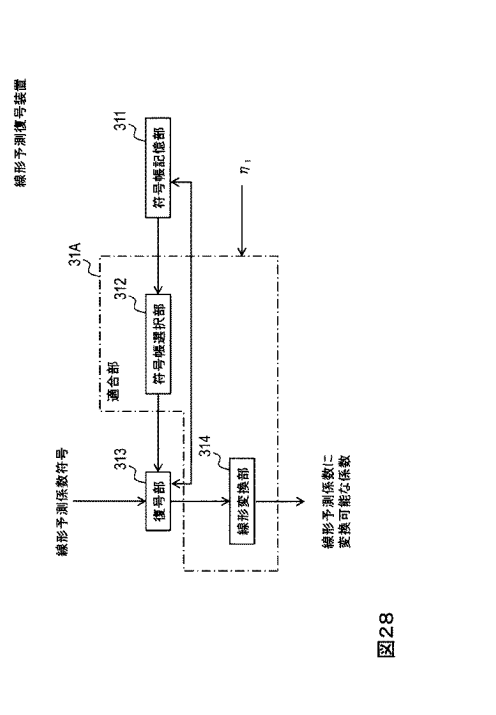 線形予測復号装置
線形予測係数符号
適合部
31A
313
復号部
312
符号帳選択部
311
符号帳記憶部
314
線形変換部
η₁
線形予測係数に
変換可能な係数
図28